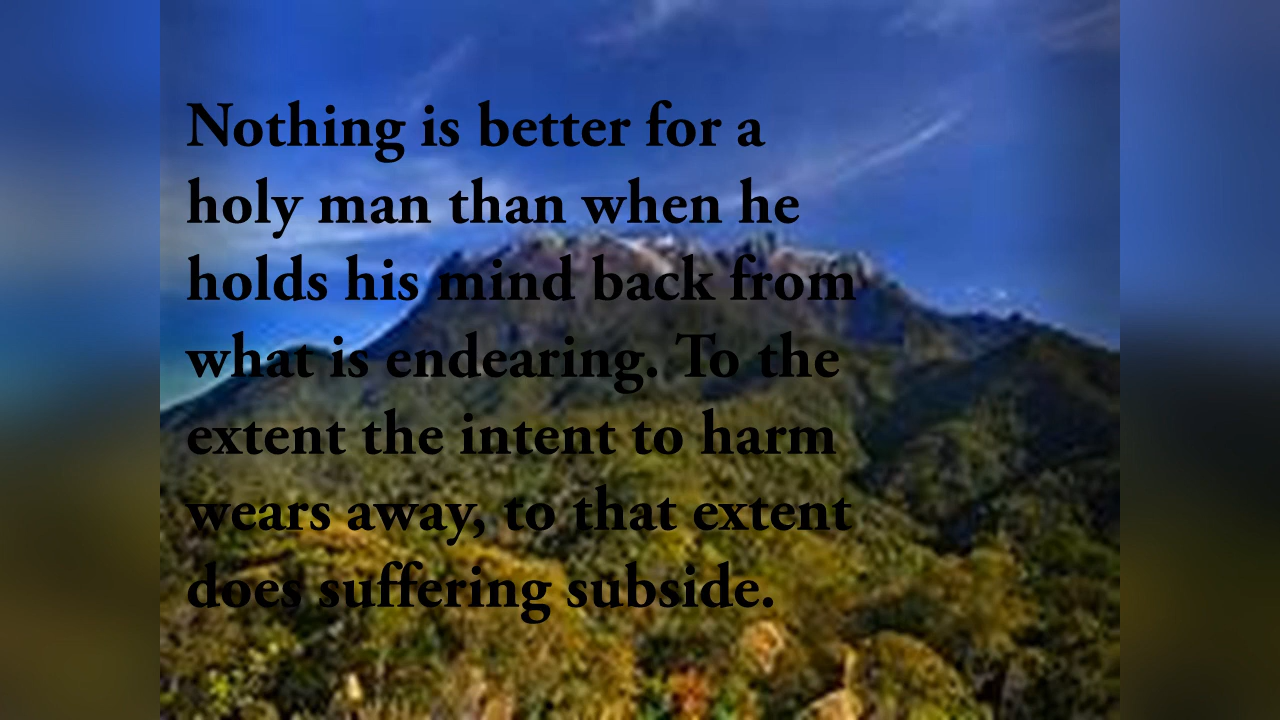 Nothing is better for a
holy man than when he
holds his mind back from
what is endearing. To the
extent the intent to harm
wears away, to that extent
does suffering subside.